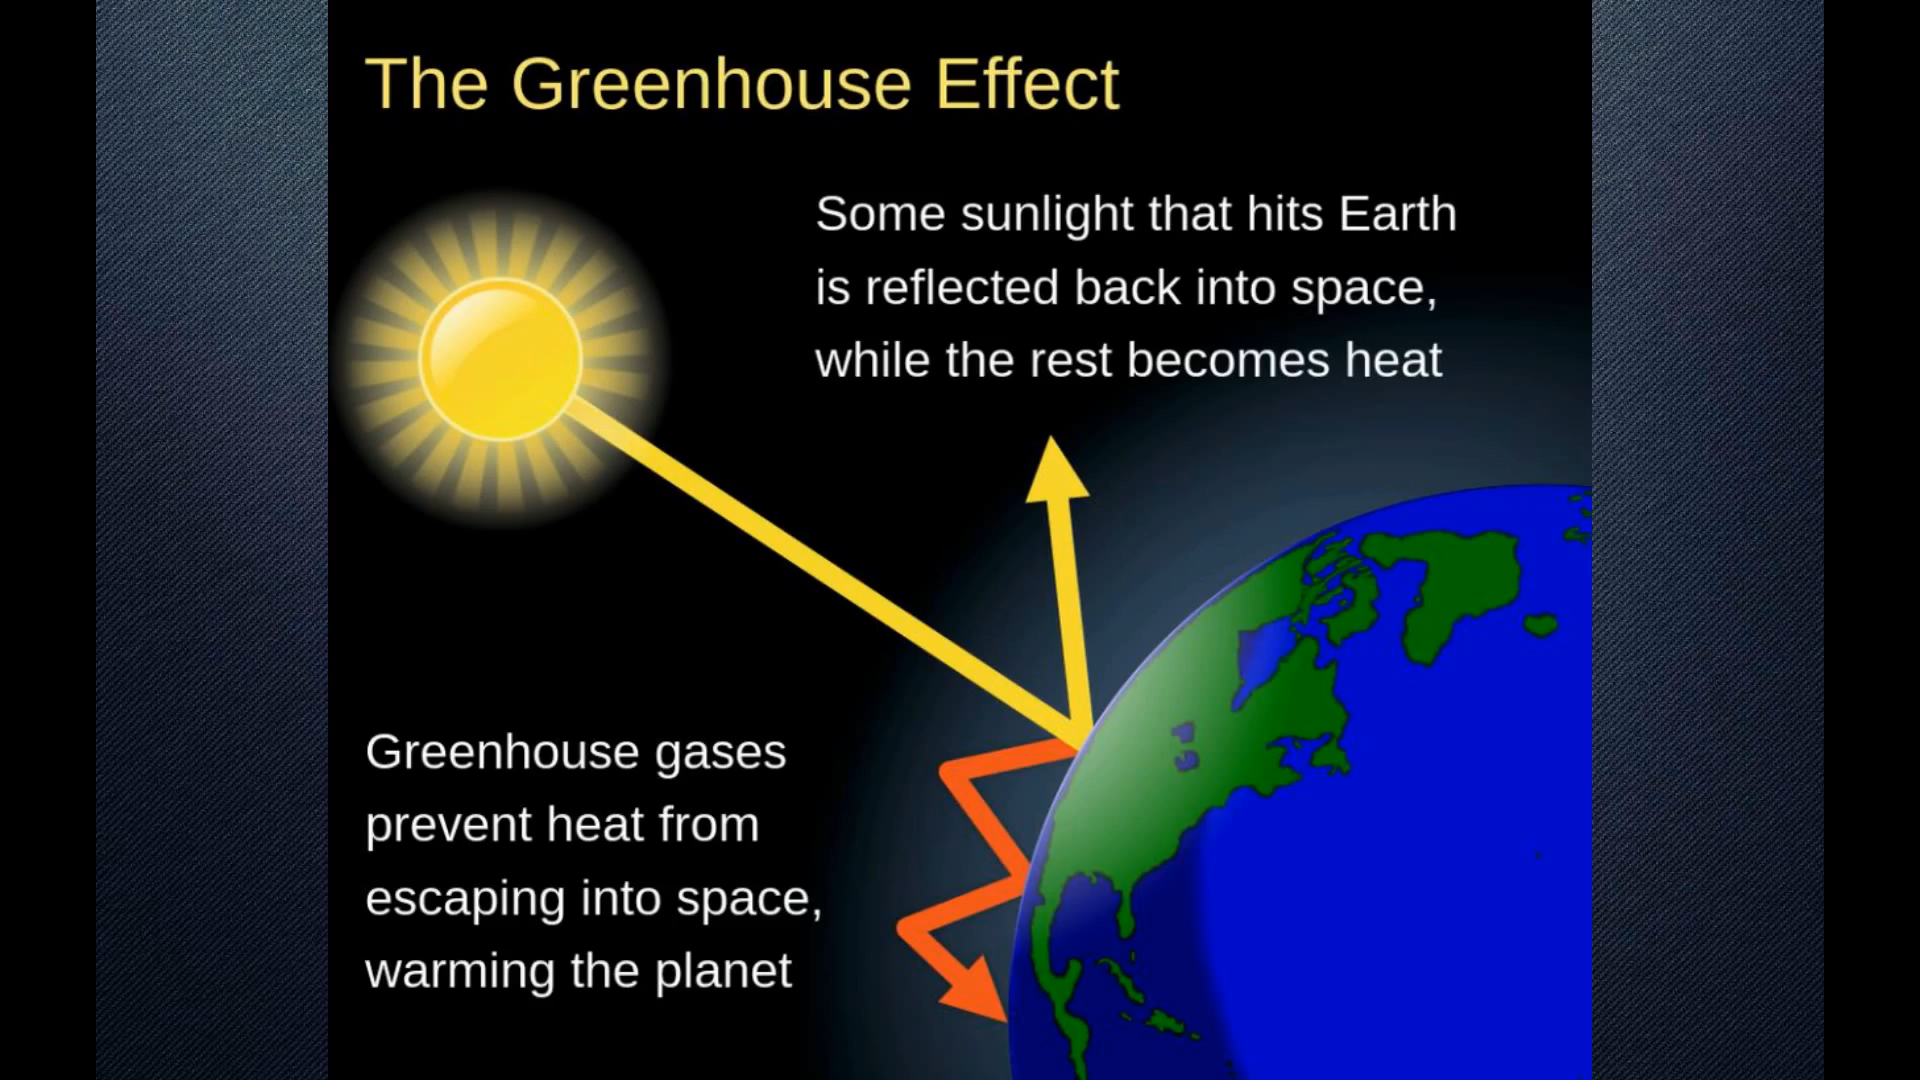 The Greenhouse Effect
Some sunlight that hits Earth
is reflected back into space,
while the rest becomes heat
Greenhouse gases
prevent heat from
escaping into space,
warming the planet